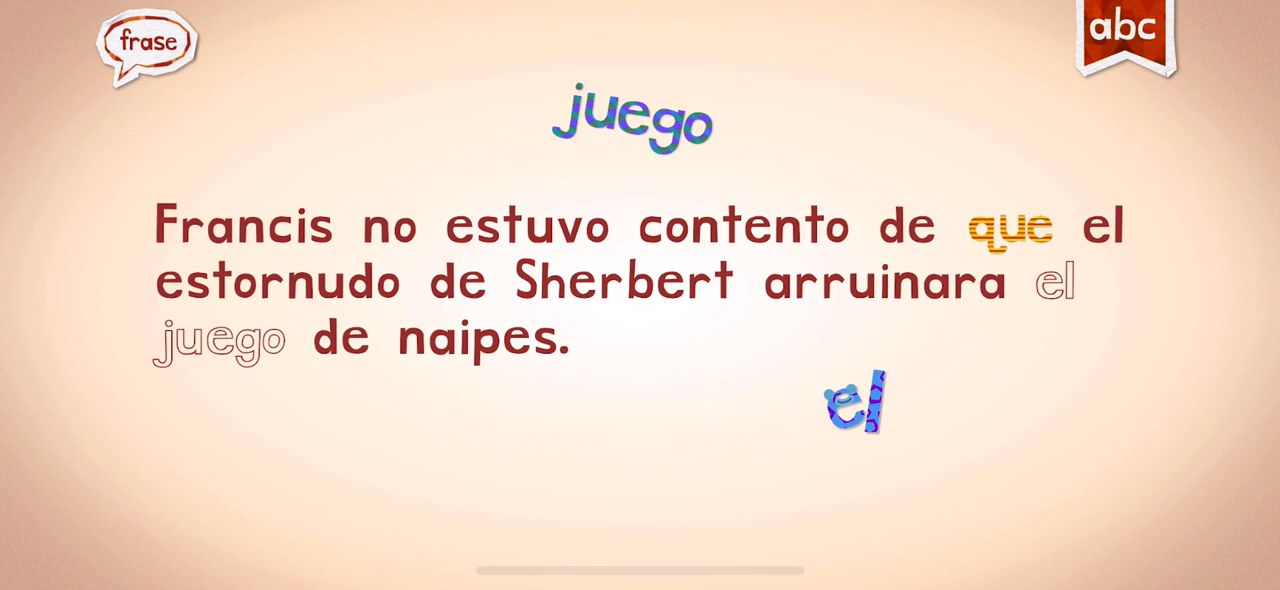 frase
abc
juego
Francis no estuvo contento de que el
estornudo de Sherbert arruinara el
juego de naipes.
el